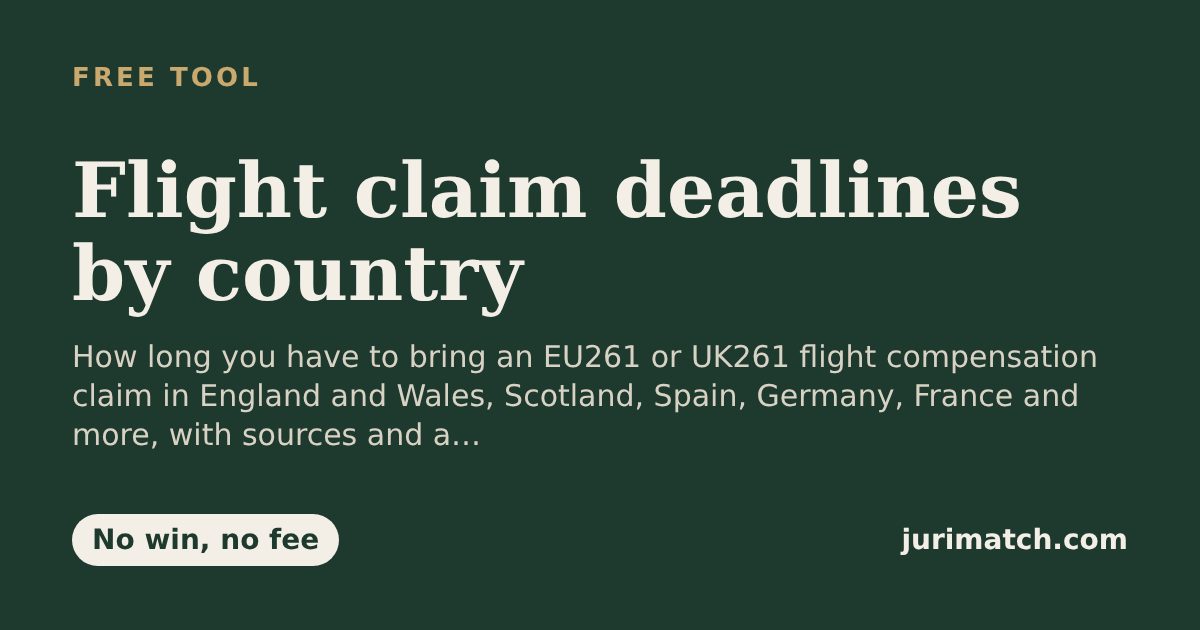 FREE TOOL
Flight claim deadlines
by country
How long you have to bring an EU261 or UK261 flight compensation
claim in England and Wales, Scotland, Spain, Germany, France and
more, with sources and a…
No win, no fee
jurimatch.com